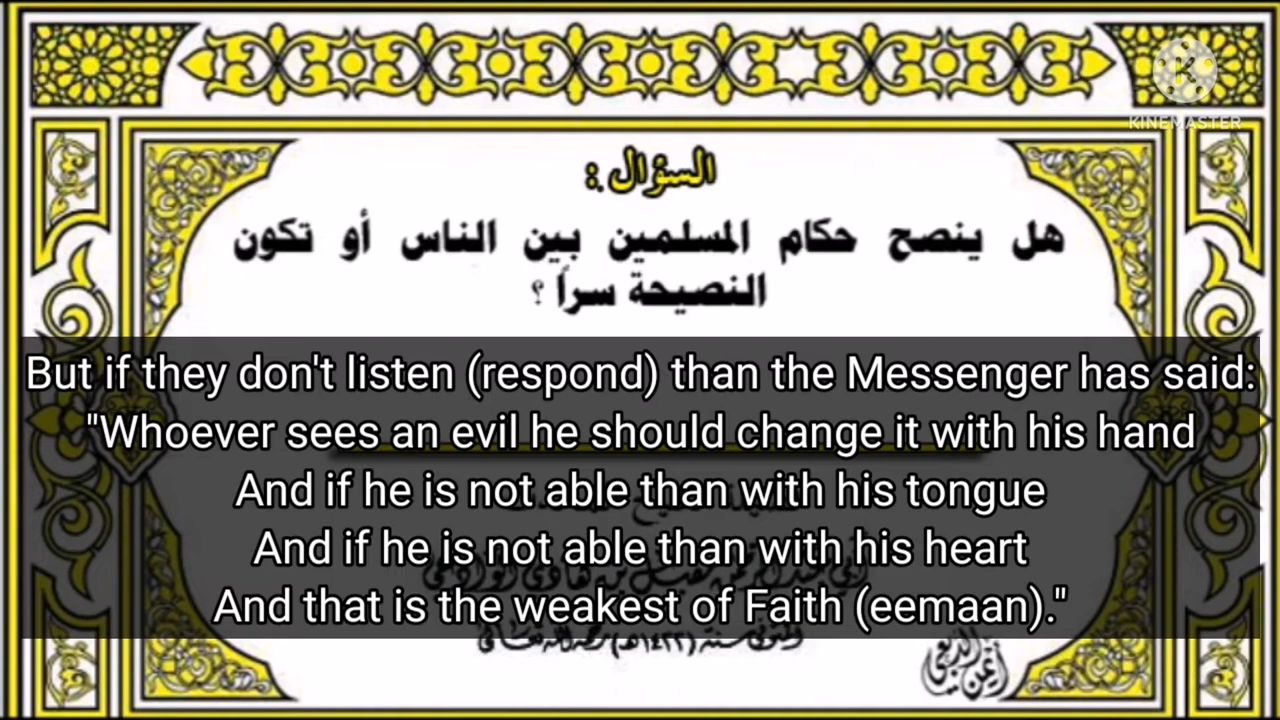 KINEMASTER
السؤال :
هل ينصح حكام المسلمين بين الناس أو تكون
النصيحة سراً ؟
But if they don't listen (respond) than the Messenger has said:
"Whoever sees an evil he should change it with his hand
And if he is not able than with his tongue
And if he is not able than with his heart
And that is the weakest of Faith (eemaan)."